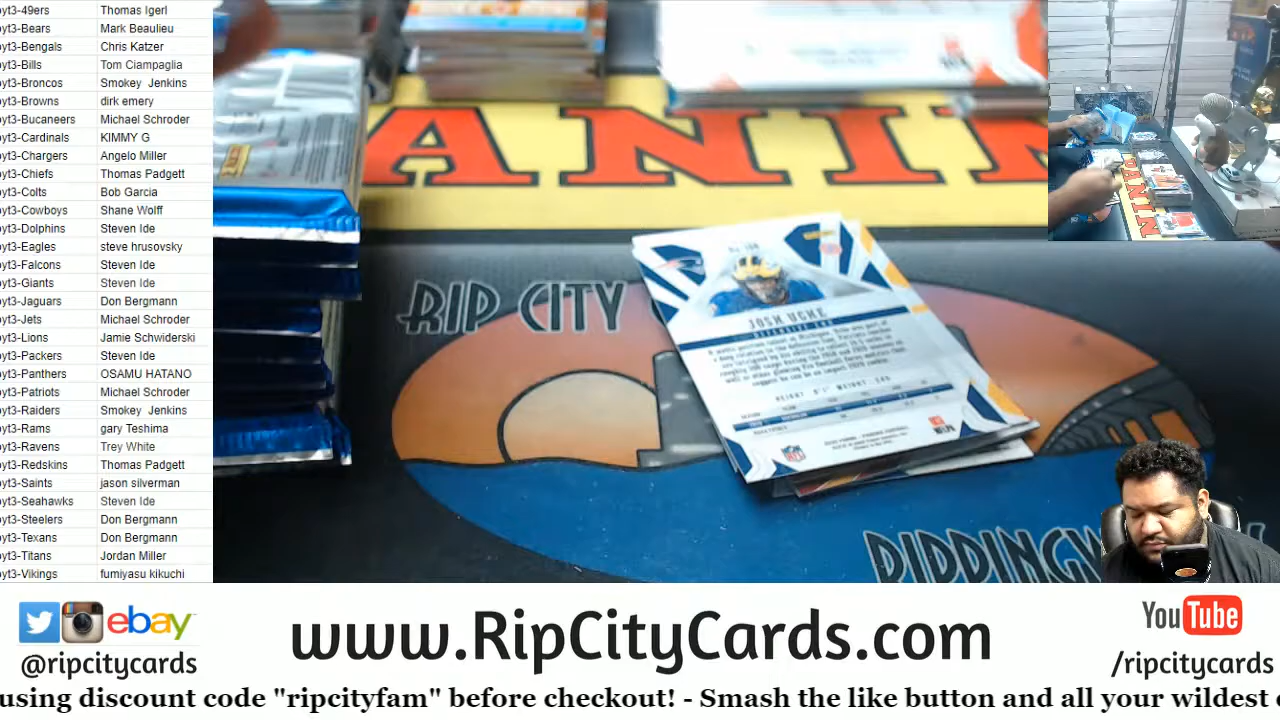 yt3-49ers Thomas Igerl
yt3-Bears Mark Beaulieu
yt3-Bengals Chris Katzer
yt3-Bills Tom Ciampaglia
yt3-Broncos Smokey Jenkins
yt3-Browns dirk emery
yt3-Bucaneers Michael Schroder
yt3-Cardinals KIMMY G
yt3-Chargers Angelo Miller
yt3-Chiefs Thomas Padgett
yt3-Colts Bob Garcia
yt3-Cowboys Shane Wolff
yt3-Dolphins Steven Ide
yt3-Eagles steve hrusovsky
yt3-Falcons Steven Ide
yt3-Giants Steven Ide
yt3-Jaguars Don Bergmann
yt3-Jets Michael Schroder
yt3-Lions Jamie Schwiderski
yt3-Packers Steven Ide
yt3-Panthers OSAMU HATANO
yt3-Patriots Michael Schroder
yt3-Raiders Smokey Jenkins
yt3-Rams gary Teshima
yt3-Ravens Trey White
yt3-Redskins Thomas Padgett
yt3-Saints jason silverman
yt3-Seahawks Steven Ide
yt3-Steelers Don Bergmann
yt3-Texans Don Bergmann
yt3-Titans Jordan Miller
yt3-Vikings fumiyasu kikuchi
PANINI
RIP CITY
JOSH UCHE
DEFENSIVE END
NFL
RIPPINGW
PANINI
ebay
@ripcitycards
www.RipCityCards.com
YouTube
/ripcitycards
using discount code "ripcityfam" before checkout! - Smash the like button and all your wildest